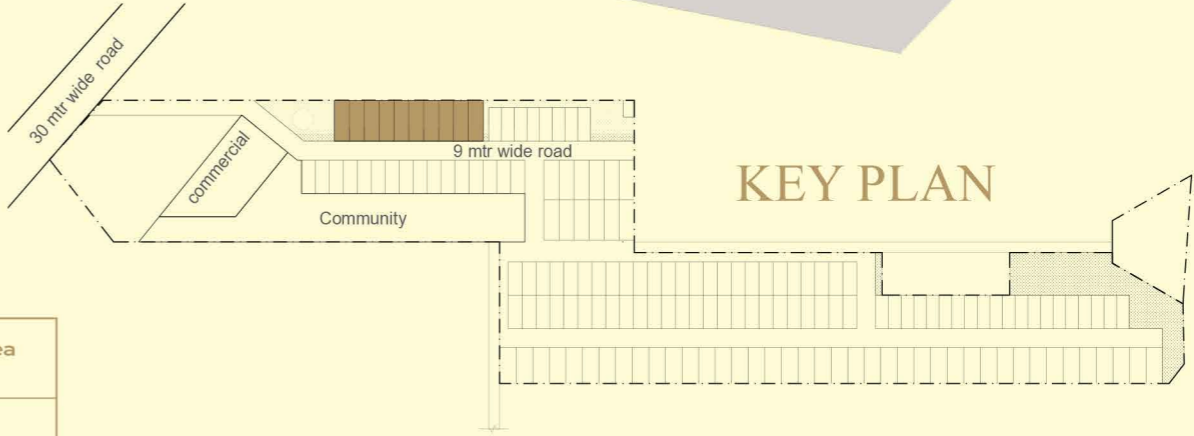 30 mtr wide road
commercial
9 mtr wide road
Community
KEY PLAN